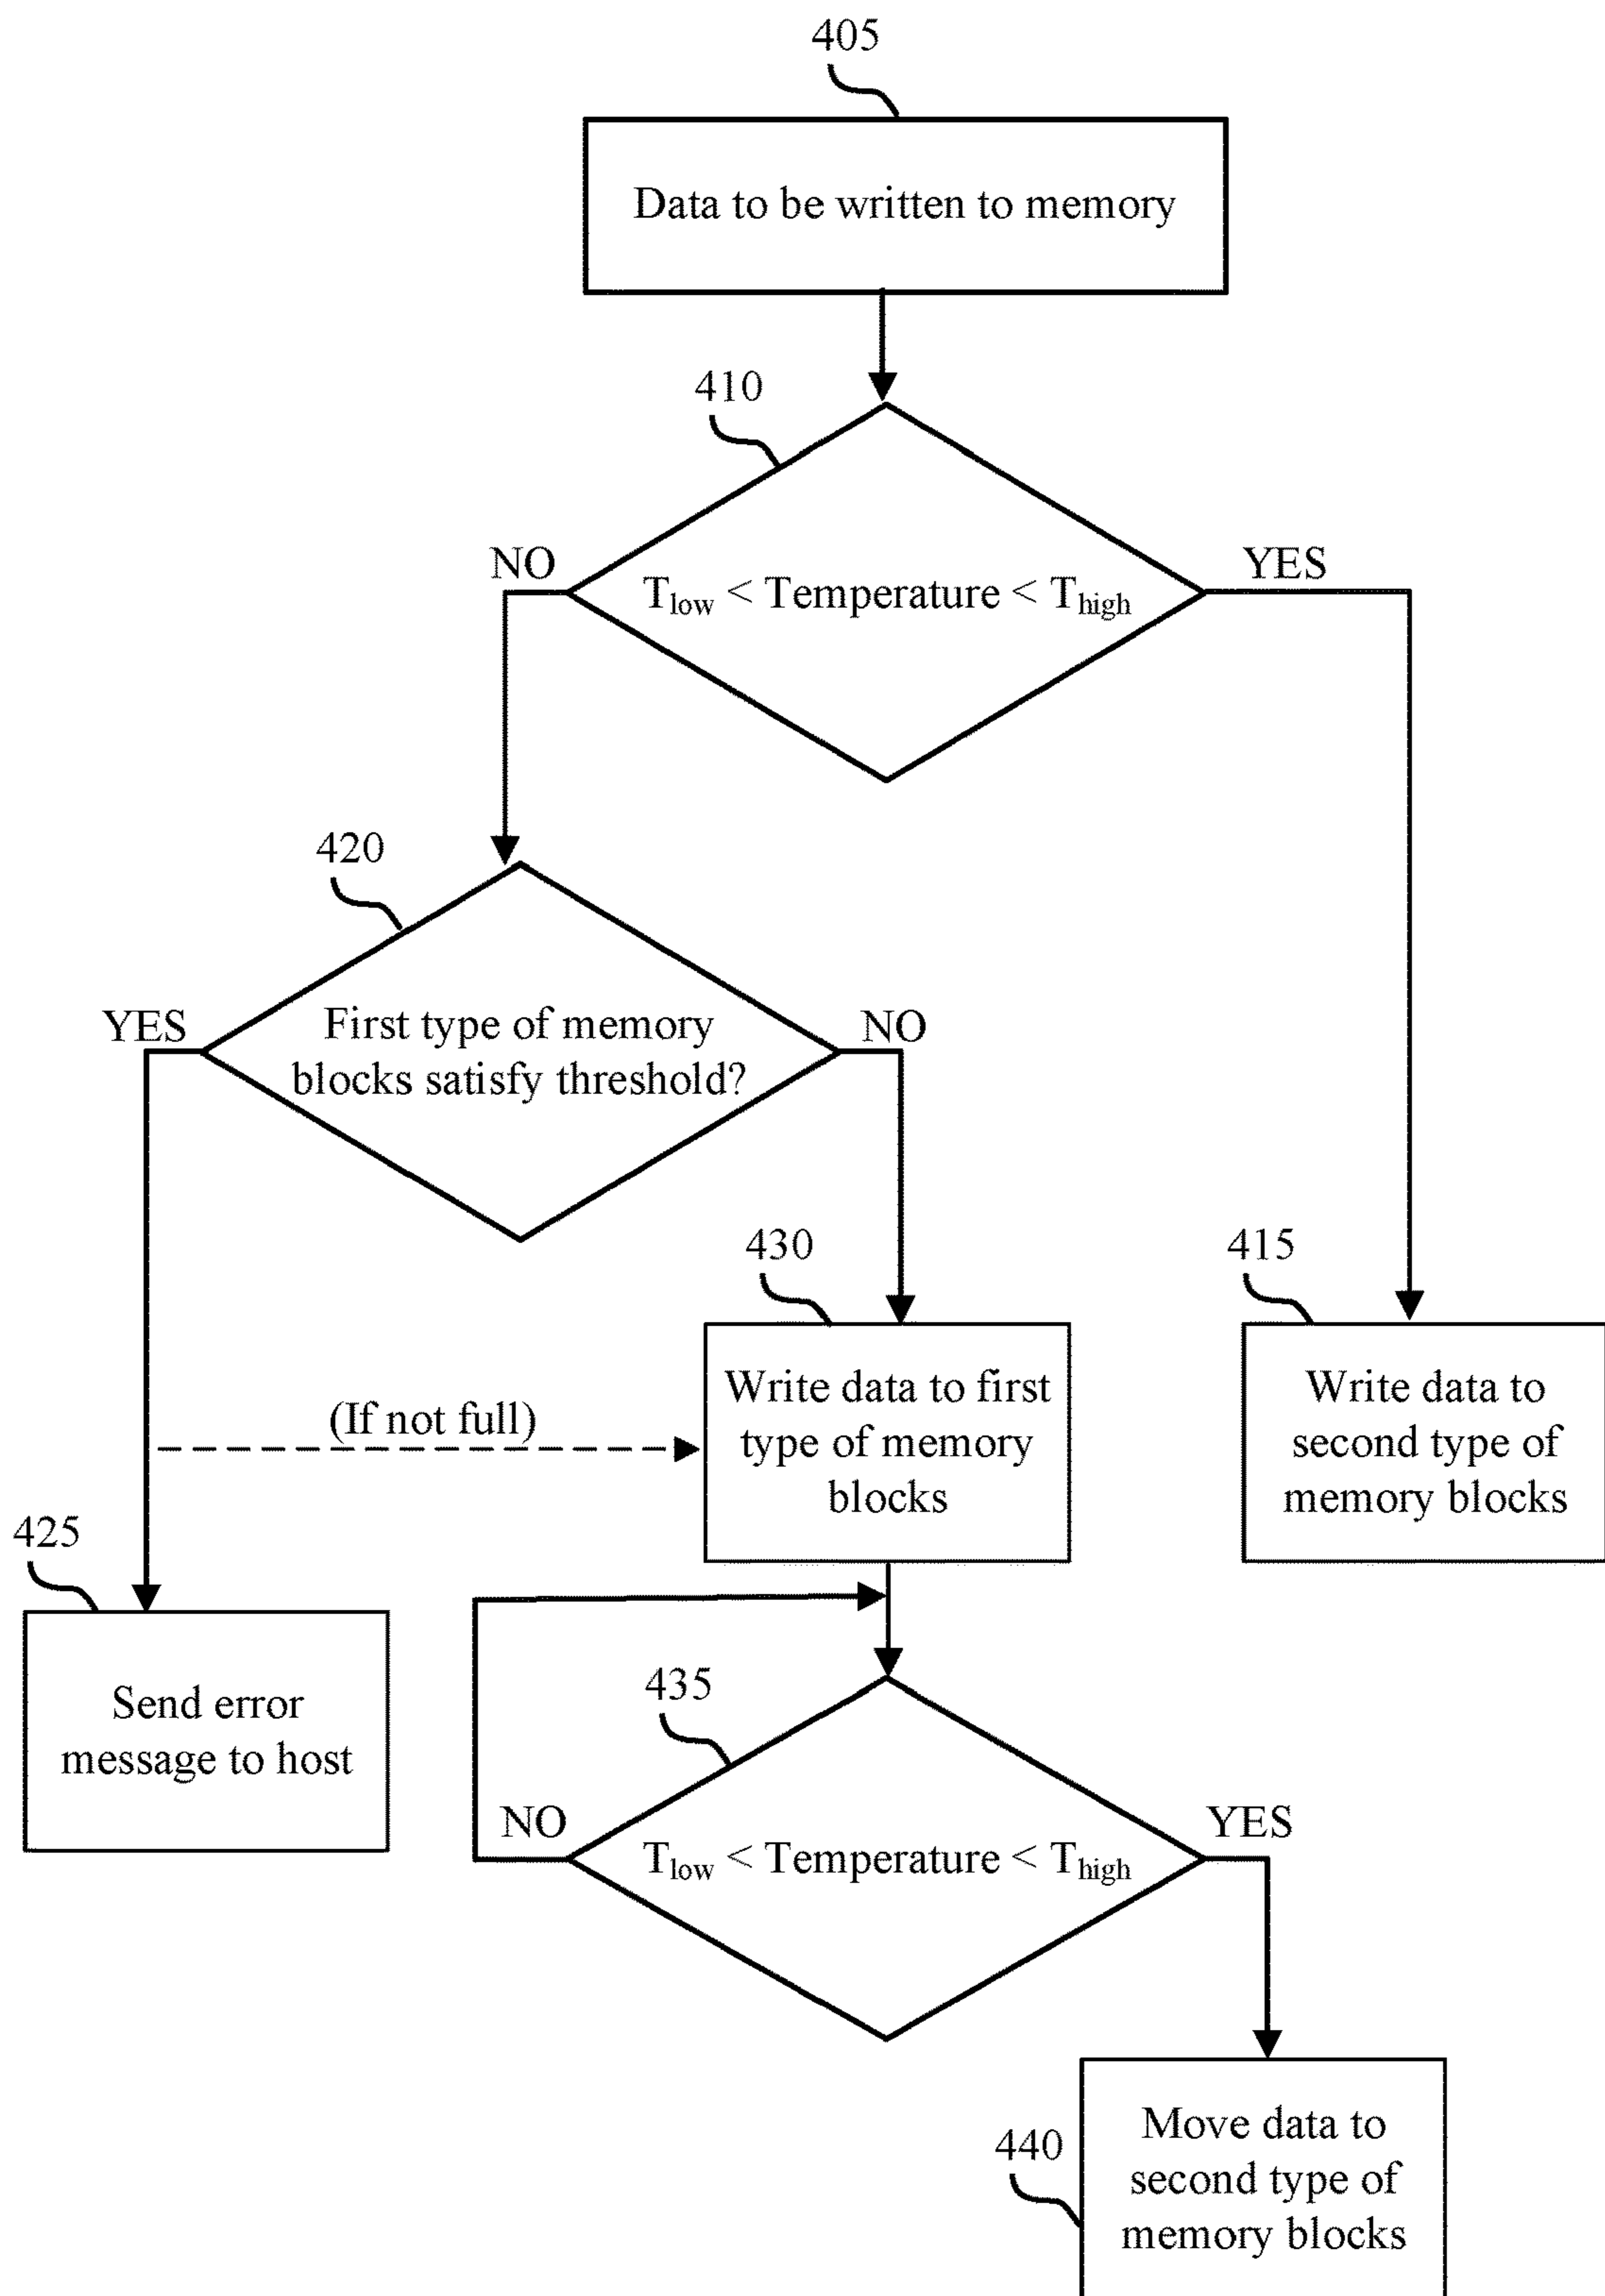 405
Data to be written to memory
410
NO
YES
Tlow < Temperature < Thigh
420
YES
NO
First type of memory
blocks satisfy threshold?
430
415
Write data to first
type of memory
blocks
Write data to
second type of
memory blocks
(If not full)
425
Send error
message to host
435
NO
YES
Tlow < Temperature < Thigh
440
Move data to
second type of
memory blocks